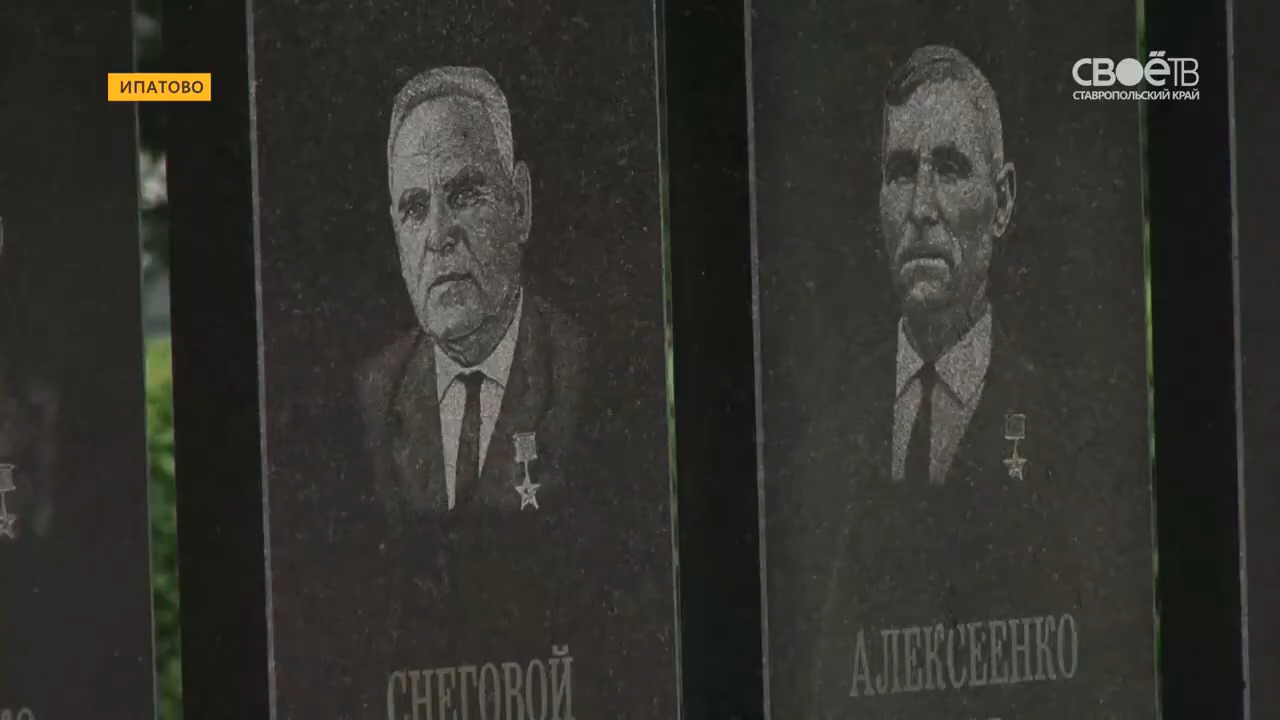 ИПАТОВО
СВОЁТВ
СТАВРОПОЛЬСКИЙ КРАЙ
СНЕГОВОЙ
АЛЕКСЕЕНКО